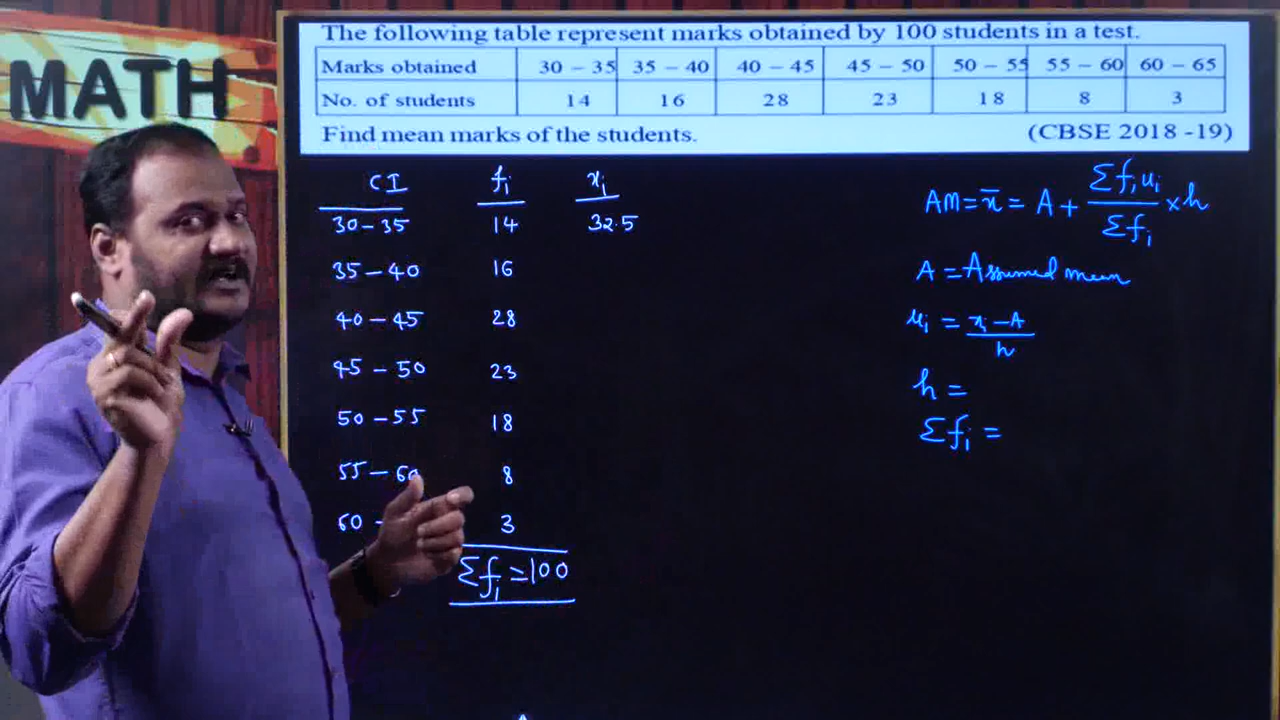 MATH
The following table represent marks obtained by 100 students in a test.
Marks obtained 30 – 35 35 – 40 40 – 45 45 – 50 50 – 55 55 – 60 60 – 65
No. of students 14 16 28 23 18 8 3
Find mean marks of the students. (CBSE 2018 -19)
CI fi xi
30 – 35 14 32.5
35 – 40 16
40 – 45 28
45 – 50 23
50 – 55 18
55 – 60 8
60 – 3
Σfi = 100
AM = x̄ = A + Σfiui / Σfi × h
A = Assumed mean
ui = xi – A / h
h =
Σfi =